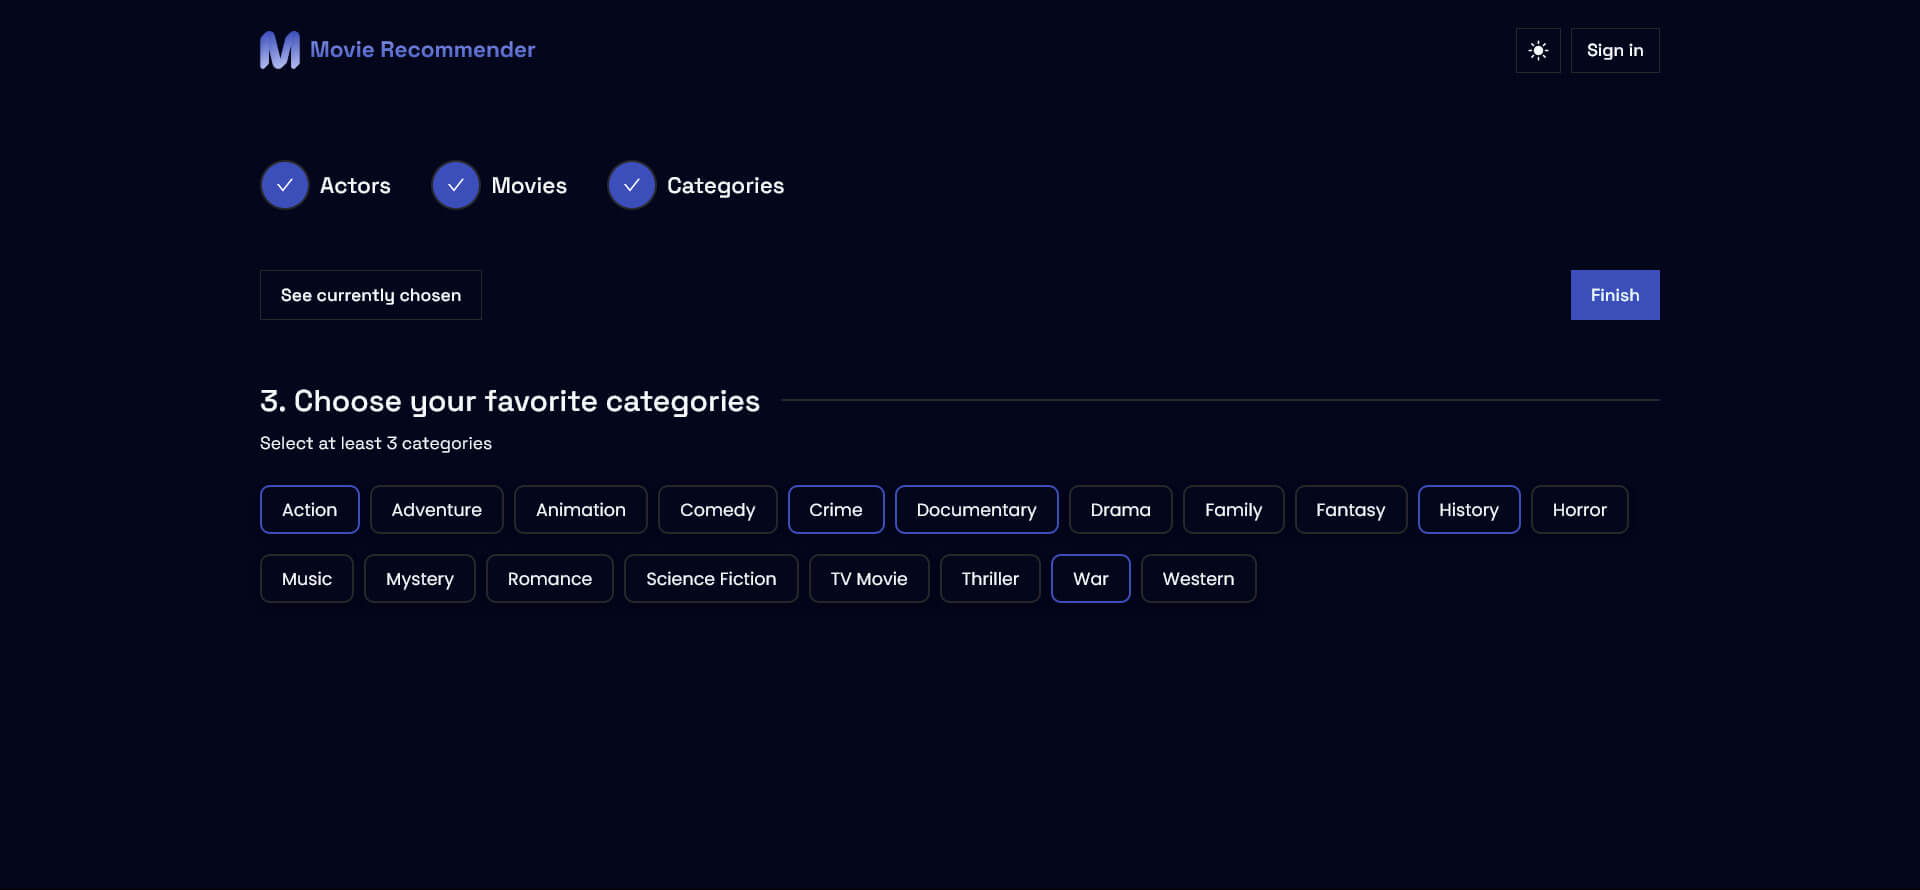 Movie Recommender
Sign in
Actors
Movies
Categories
See currently chosen
Finish
3. Choose your favorite categories
Select at least 3 categories
Action Adventure Animation Comedy Crime Documentary Drama Family Fantasy History Horror
Music Mystery Romance Science Fiction TV Movie Thriller War Western